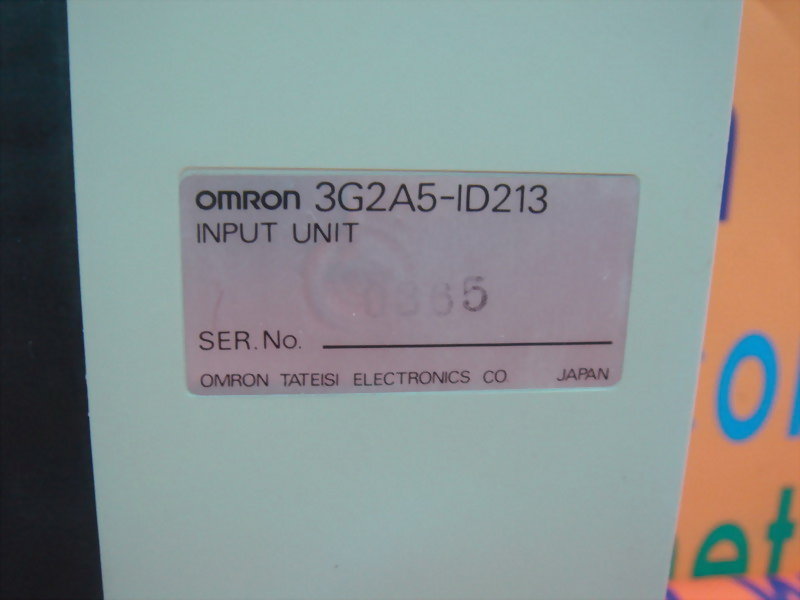 OMRON 3G2A5-ID213
INPUT UNIT
SER. No.
OMRON TATEISI ELECTRONICS CO JAPAN